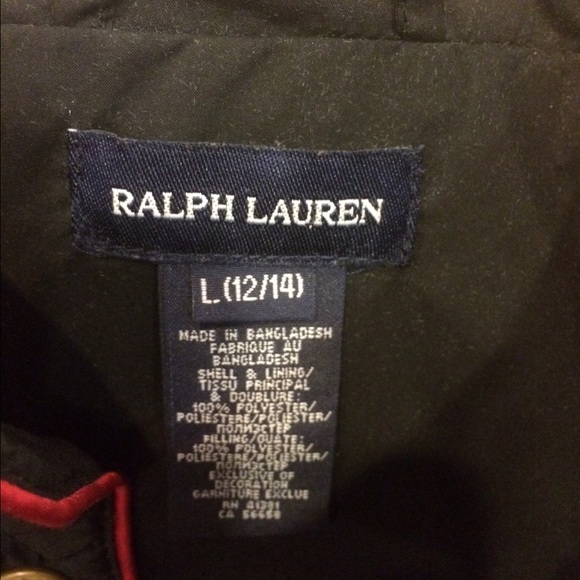 RALPH LAUREN
L (12/14)
MADE IN BANGLADESH
FABRIQUE AU
BANGLADESH
SHELL & LINING/
TISSU PRINCIPAL
& DOUBLURE:
100% POLYESTER/
POLIESTERE/POLIESTER/
ПОЛИЭСТЕР
FILLING/OUATE:
100% POLYESTER/
POLIESTERE/POLIESTER/
ПОЛИЭСТЕР
EXCLUSIVE OF
DECORATION
GARNITURE EXCLUE
RN 41381
CA 56658